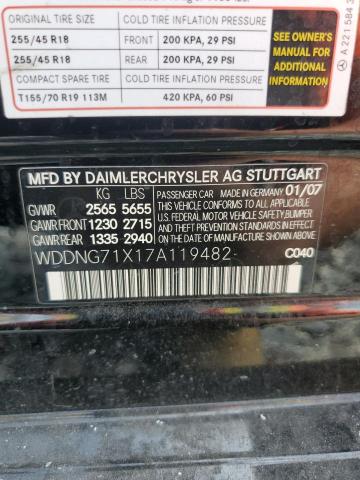 ORIGINAL TIRE SIZE COLD TIRE INFLATION PRESSURE
255/45 R18 FRONT 200 KPA, 29 PSI
255/45 R18 REAR 200 KPA, 29 PSI
COMPACT SPARE TIRE COLD TIRE INFLATION PRESSURE
T155/70 R19 113M 420 KPA, 60 PSI
SEE OWNER'S
MANUAL FOR
ADDITIONAL
INFORMATION
A 221 584 3
MFD BY DAIMLERCHRYSLER AG STUTTGART
KG LBS
GVWR 2565 5655
GAWR FRONT 1230 2715
GAWR REAR 1335 2940
PASSENGER CAR MADE IN GERMANY 01/07
THIS CAR CONFORMS TO ALL APPLICABLE
U.S. FEDERAL MOTOR VEHICLE SAFETY, BUMPER,
AND THEFT PREVENTION STANDARDS IN EFFECT
ON THE DATE OF MANUFACTURE SHOWN ABOVE.
WDDNG71X17A119482
C040